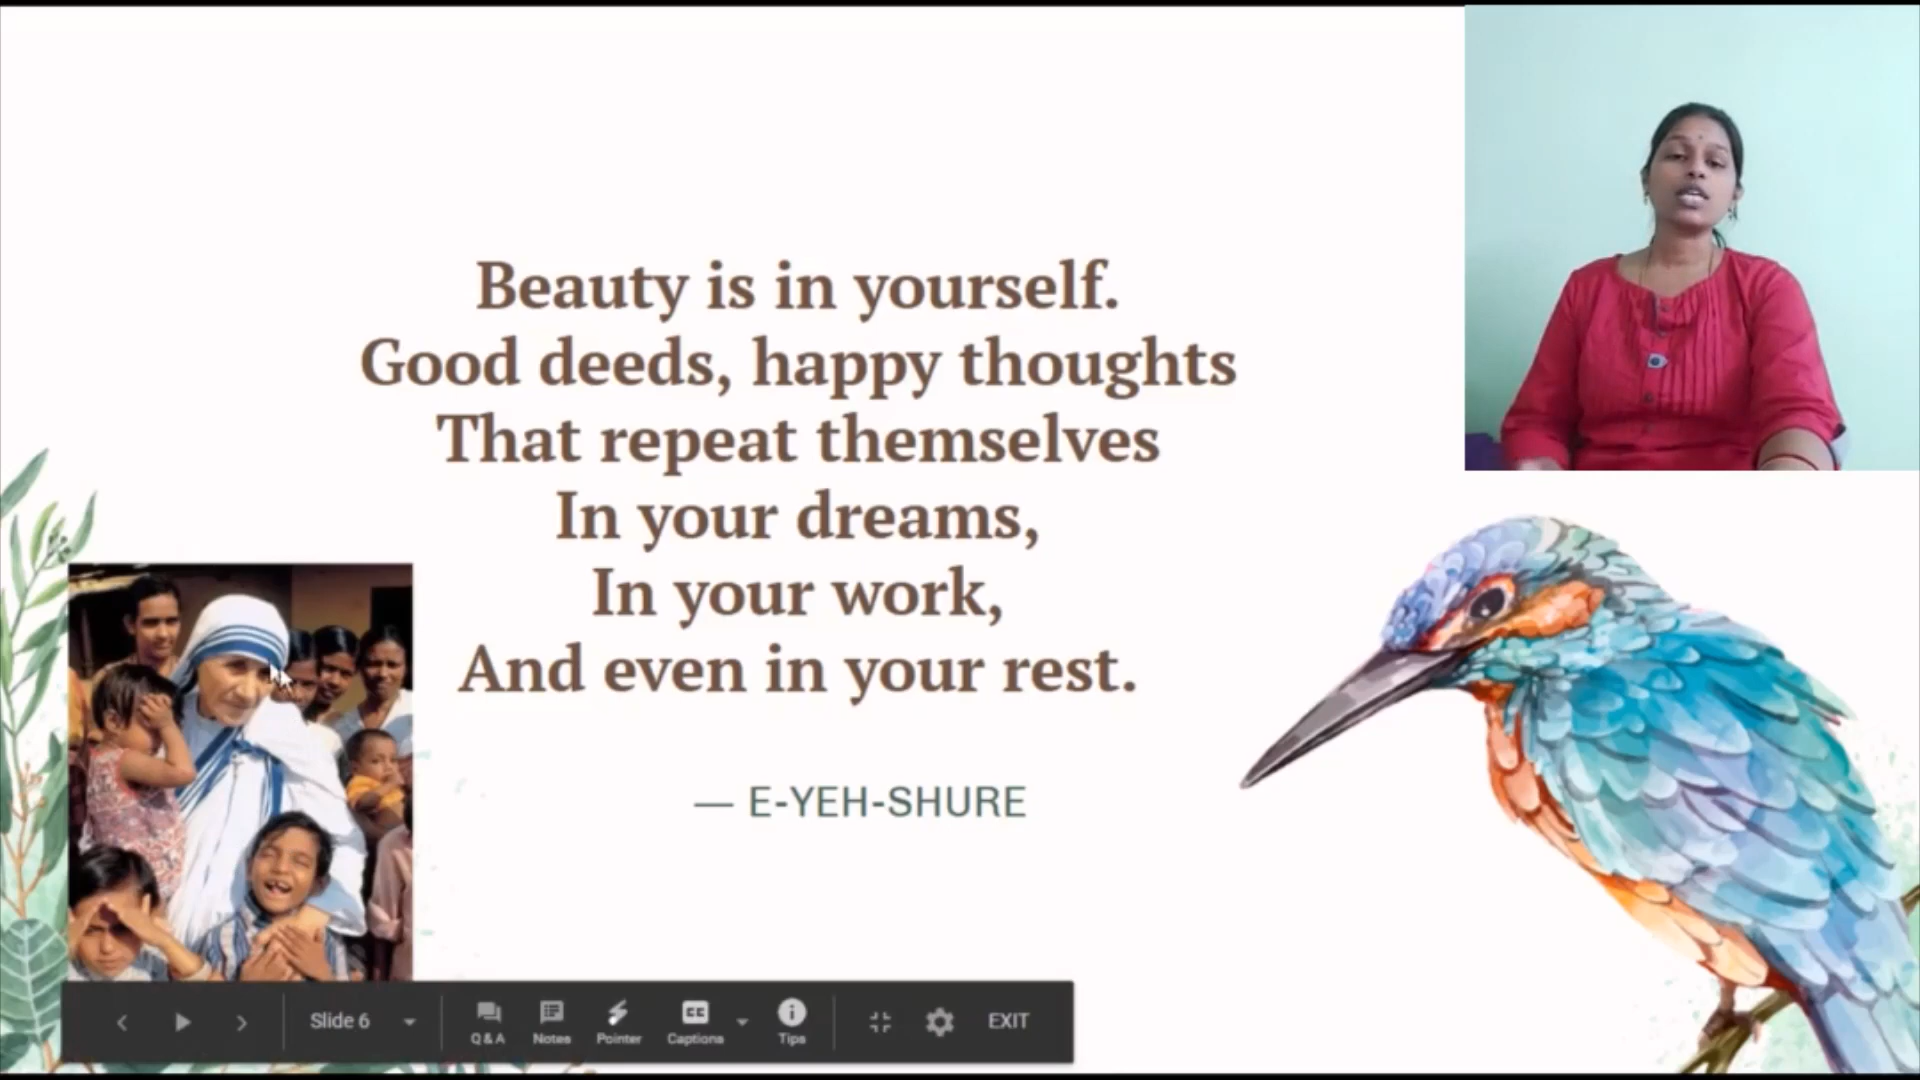 Beauty is in yourself.
Good deeds, happy thoughts
That repeat themselves
In your dreams,
In your work,
And even in your rest.
— E-YEH-SHURE
Slide 6
Q & A
Notes
Pointer
CC
Captions
Tips
EXIT